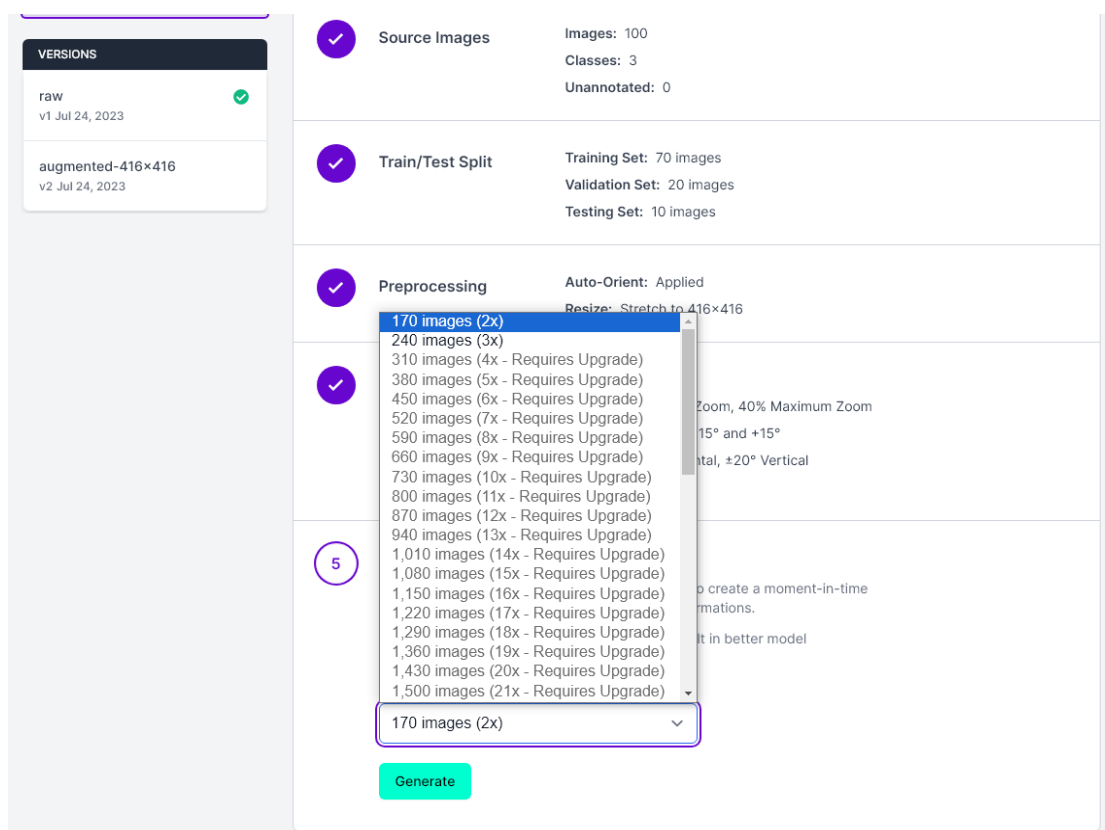 VERSIONS
raw
v1 Jul 24, 2023
augmented-416×416
v2 Jul 24, 2023
Source Images
Images: 100
Classes: 3
Unannotated: 0
Train/Test Split
Training Set: 70 images
Validation Set: 20 images
Testing Set: 10 images
Preprocessing
Auto-Orient: Applied
Resize: Stretch to 416×416
170 images (2x)
240 images (3x)
310 images (4x - Requires Upgrade)
380 images (5x - Requires Upgrade)
450 images (6x - Requires Upgrade)
520 images (7x - Requires Upgrade)
590 images (8x - Requires Upgrade)
660 images (9x - Requires Upgrade)
730 images (10x - Requires Upgrade)
800 images (11x - Requires Upgrade)
870 images (12x - Requires Upgrade)
940 images (13x - Requires Upgrade)
1,010 images (14x - Requires Upgrade)
1,080 images (15x - Requires Upgrade)
1,150 images (16x - Requires Upgrade)
1,220 images (17x - Requires Upgrade)
1,290 images (18x - Requires Upgrade)
1,360 images (19x - Requires Upgrade)
1,430 images (20x - Requires Upgrade)
1,500 images (21x - Requires Upgrade)
Zoom, 40% Maximum Zoom
15° and +15°
ntal, ±20° Vertical
5
o create a moment-in-time
rmations.
lt in better model
170 images (2x)
Generate